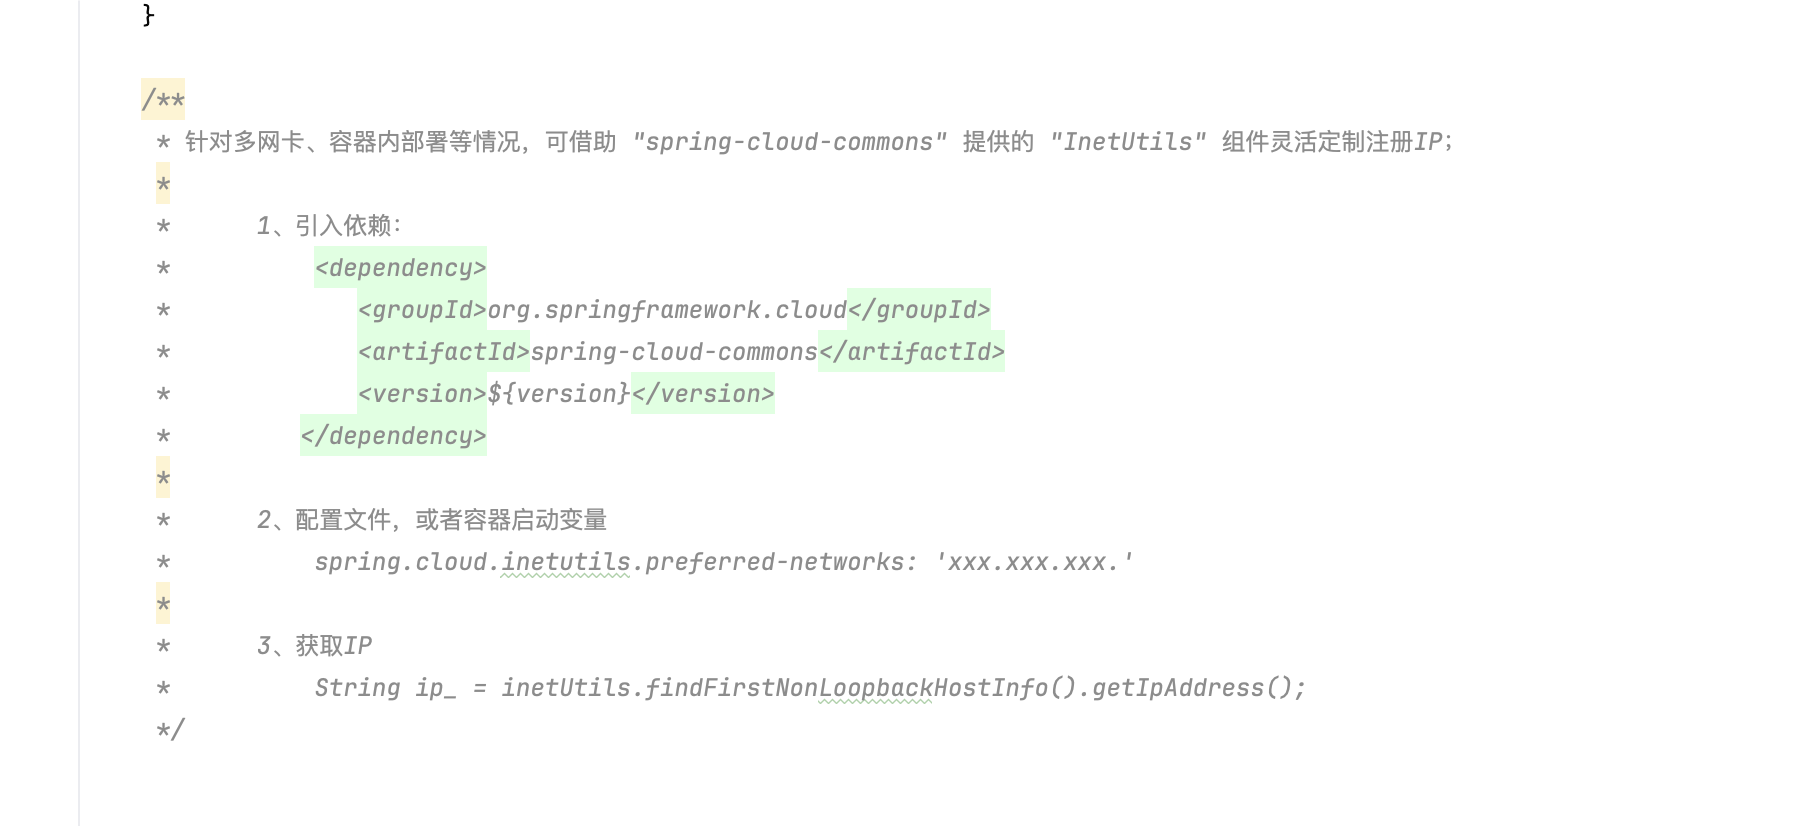 }
/**
* 针对多网卡、容器内部署等情况，可借助 "spring-cloud-commons" 提供的 "InetUtils" 组件灵活定制注册IP；
*
* 1、引入依赖：
* <dependency>
* <groupId>org.springframework.cloud</groupId>
* <artifactId>spring-cloud-commons</artifactId>
* <version>${version}</version>
* </dependency>
*
* 2、配置文件，或者容器启动变量
* spring.cloud.inetutils.preferred-networks: 'xxx.xxx.xxx.'
*
* 3、获取IP
* String ip_ = inetUtils.findFirstNonLoopbackHostInfo().getIpAddress();
*/